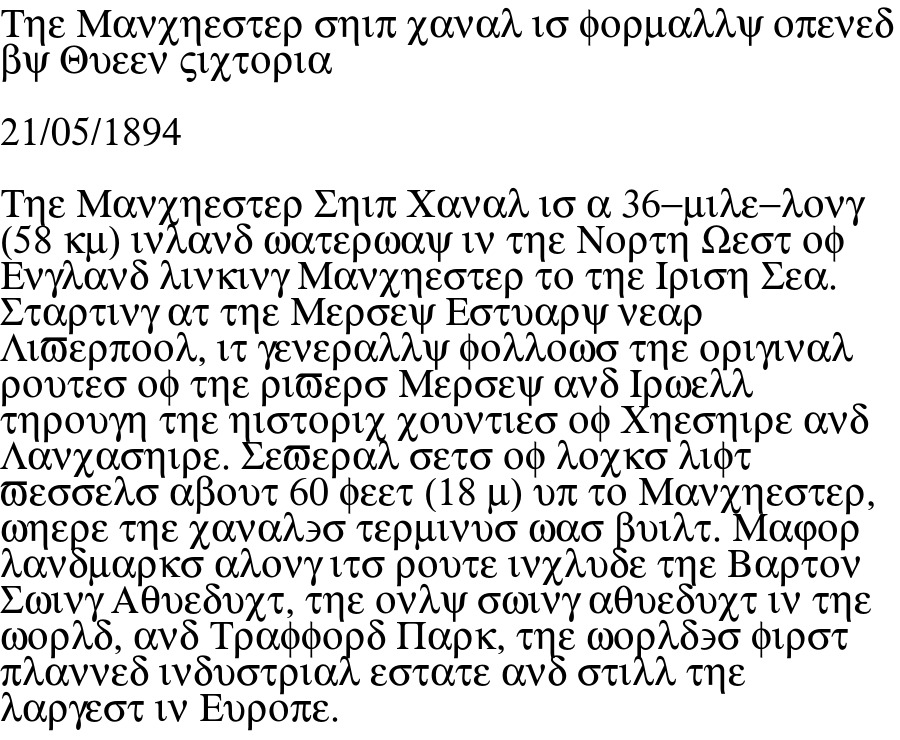 Τηε Μανχηεστερ σηιπ χαναλ ισ φορμαλλψ οπενεδ
βψ Θυεεν ςιχτορια
21/05/1894
Τηε Μανχηεστερ Σηιπ Χαναλ ισ α 36−μιλε−λονγ
(58 κμ) ινλανδ ωατερωαψ ιν τηε Νορτη Ωεστ οφ
Ενγλανδ λινκινγ Μανχηεστερ το τηε Ιριση Σεα.
Σταρτινγ ατ τηε Μερσεψ Εστυαρψ νεαρ
Λιϖερποολ, ιτ γενεραλλψ φολλοωσ τηε οριγιναλ
ρουτεσ οφ τηε ριϖερσ Μερσεψ ανδ Ιρωελλ
τηρουγη τηε ηιστοριχ χουντιεσ οφ Χηεσηιρε ανδ
Λανχασηιρε. Σεϖεραλ σετσ οφ λοχκσ λιφτ
ϖεσσελσ αβουτ 60 φεετ (18 μ) υπ το Μανχηεστερ,
ωηερε τηε χαναλ϶σ τερμινυσ ωασ βυιλτ. Μαφορ
λανδμαρκσ αλονγ ιτσ ρουτε ινχλυδε τηε Βαρτον
Σωινγ Αθυεδυχτ, τηε ονλψ σωινγ αθυεδυχτ ιν τηε
ωορλδ, ανδ Τραφφορδ Παρκ, τηε ωορλδ϶σ φιρστ
πλαννεδ ινδυστριαλ εστατε ανδ στιλλ τηε
λαργεστ ιν Ευροπε.